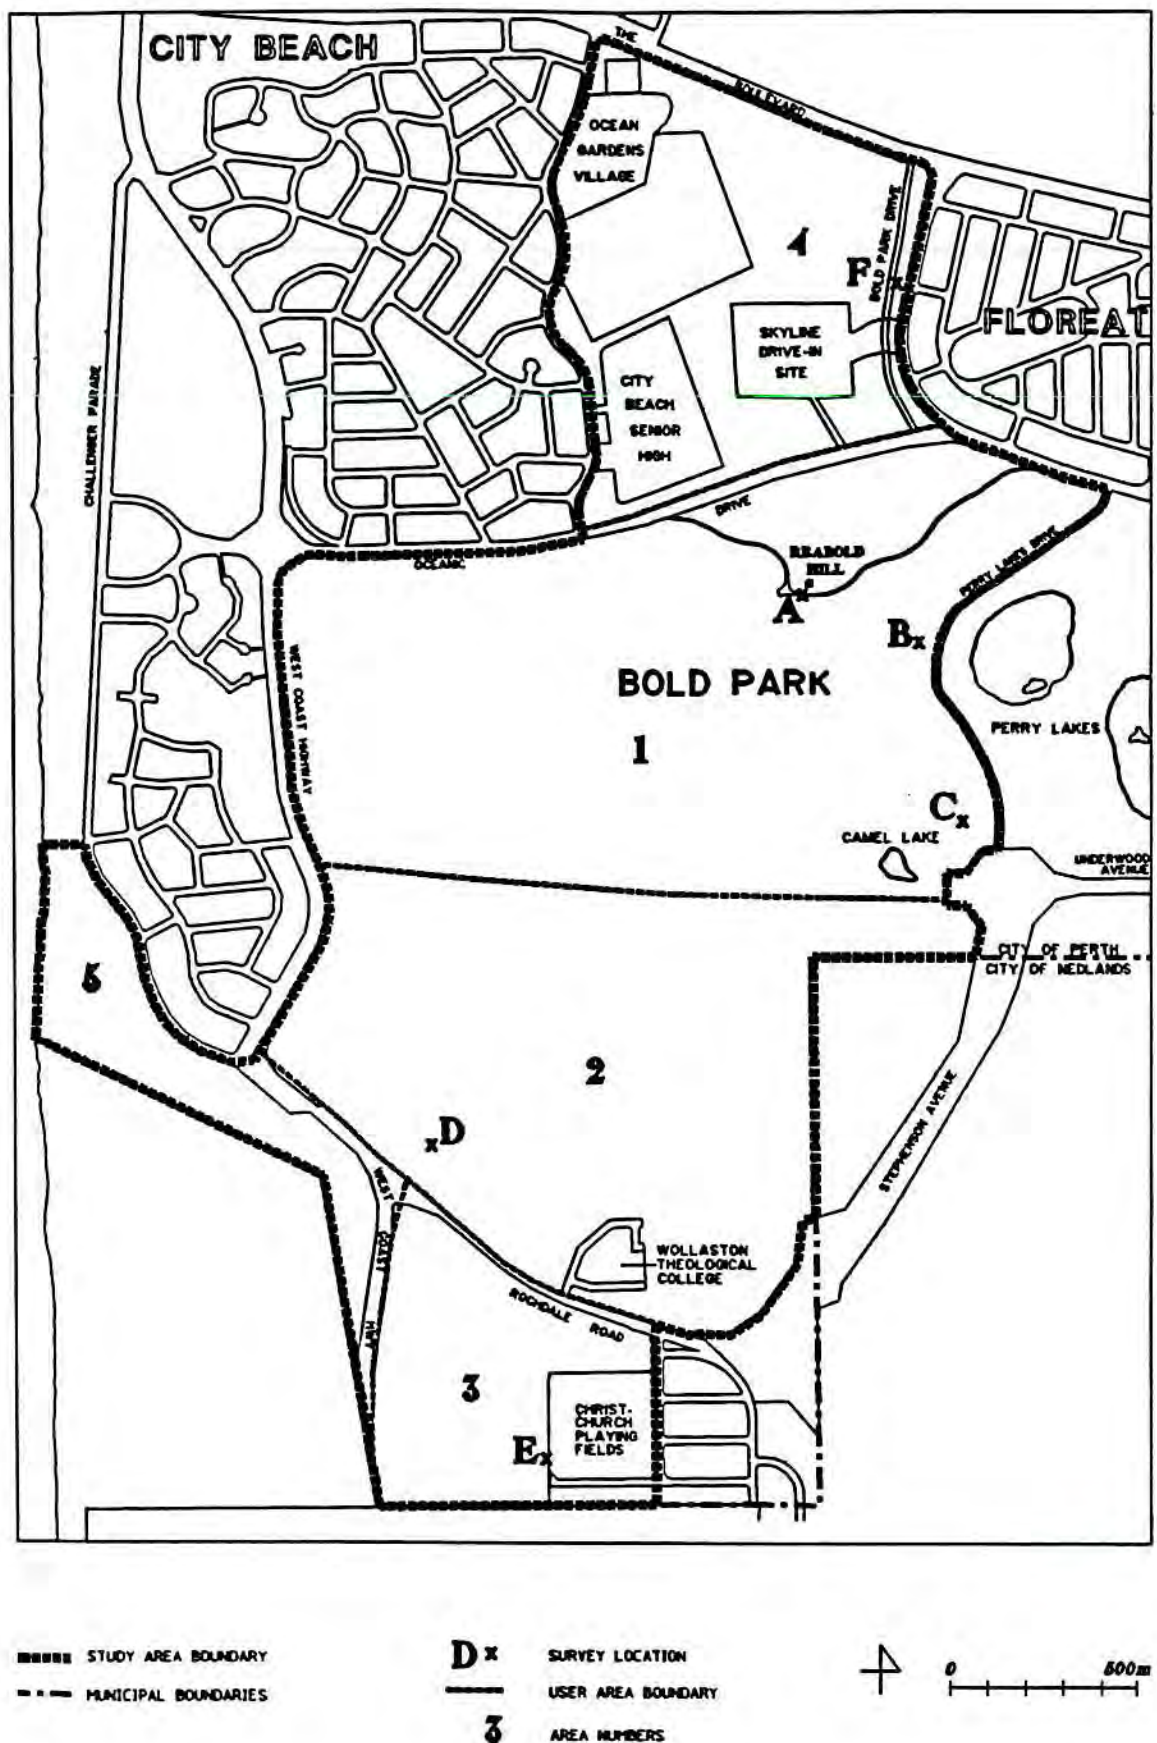 CITY BEACH
THE
BOULEVARD
OCEAN
GARDENS
VILLAGE
4
BOLD PARK DRIVE
F
x
FLOREAT
SKYLINE
DRIVE-IN
SITE
CITY
BEACH
SENIOR
HIGH
CHALLENGER PARADE
DRIVE
OCEANIC
REABOLD
HILL
A x
PERRY LAKES DRIVE
B x
WEST COAST HIGHWAY
BOLD PARK
1
PERRY LAKES
C x
CAMEL LAKE
UNDERWOOD
AVENUE
CITY OF PERTH
CITY OF NEDLANDS
5
2
STEPHENSON AVENUE
x D
WEST
COAST
HWY
WOLLASTON
THEOLOGICAL
COLLEGE
ROCHDALE ROAD
3
CHRIST-
CHURCH
PLAYING
FIELDS
E x
STUDY AREA BOUNDARY
MUNICIPAL BOUNDARIES
D x SURVEY LOCATION
USER AREA BOUNDARY
3 AREA NUMBERS
0 500m